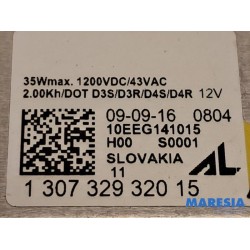 35Wmax. 1200VDC/43VAC
2.00Kh/DOT D3S/D3R/D4S/D4R 12V
09-09-16 0804
10EEG141015
H00 S0001
SLOVAKIA
11
AL
1 307 329 320 15
MARESIA